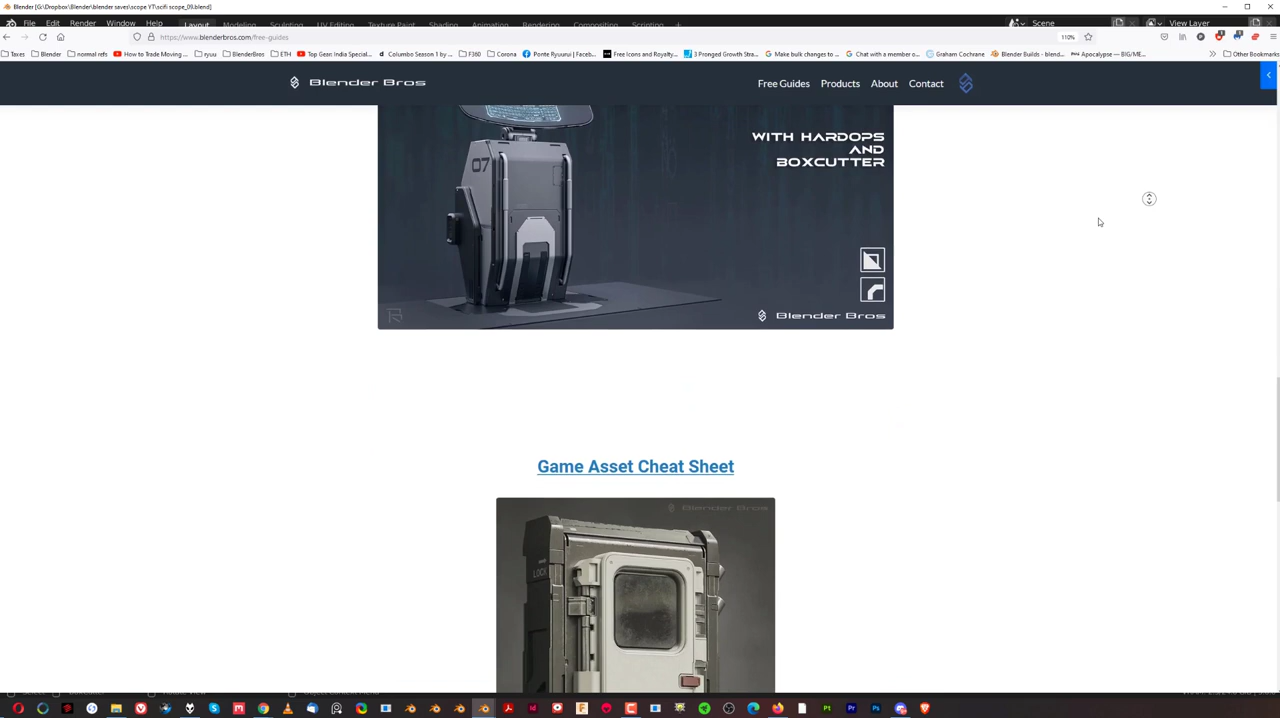 Blender [G:\Dropbox\Blender\blender saves\scope YT\scifi scope_09.blend]
File Edit Render Window Help Layout Modeling Sculpting UV Editing Texture Paint Shading Animation Rendering Compositing Scripting + Scene View Layer
https://www.blenderbros.com/free-guides 110%
Taxes Blender normal refs How to Trade Moving ... ryuu BlenderBros ETH Top Gear: India Special... Columbo Season 1 by ... F360 Corona Ponte Ryuurui | Faceb... Free Icons and Royalty... 3 Pronged Growth Stra... Make bulk changes to ... Chat with a member o... Graham Cochrane Blender Builds - blend... Apocalypse — BIG/ME... Other Bookmarks
Blender Bros Free Guides Products About Contact
07
WITH HARDOPS
AND
BOXCUTTER
Blender Bros
Game Asset Cheat Sheet
Blender Bros
LOCK